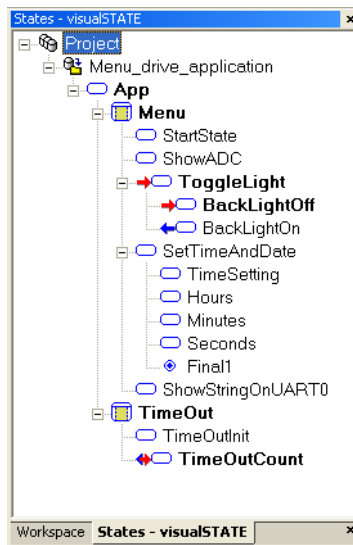 States - visualSTATE
Project
Menu_drive_application
App
Menu
StartState
ShowADC
ToggleLight
BackLightOff
BackLightOn
SetTimeAndDate
TimeSetting
Hours
Minutes
Seconds
Final1
ShowStringOnUART0
TimeOut
TimeOutInit
TimeOutCount
Workspace States - visualSTATE